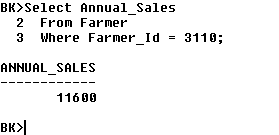 BK>Select Annual_Sales
2 From Farmer
3 Where Farmer_Id = 3110;
ANNUAL_SALES
------------
11600
BK>